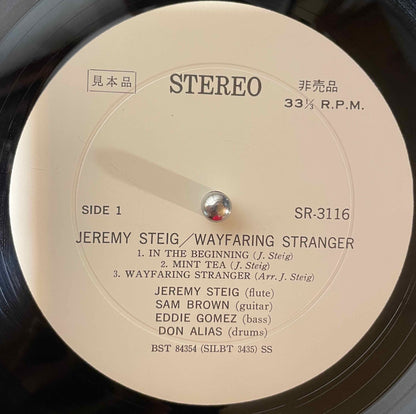 見本品
STEREO
非売品
33⅓ R.P.M.
SIDE 1
SR-3116
JEREMY STEIG/WAYFARING STRANGER
1. IN THE BEGINNING (J. Steig)
2. MINT TEA (J. Steig)
3. WAYFARING STRANGER (Arr. J. Steig)
JEREMY STEIG (flute)
SAM BROWN (guitar)
EDDIE GOMEZ (bass)
DON ALIAS (drums)
BST 84354 (SILBT 3435) SS